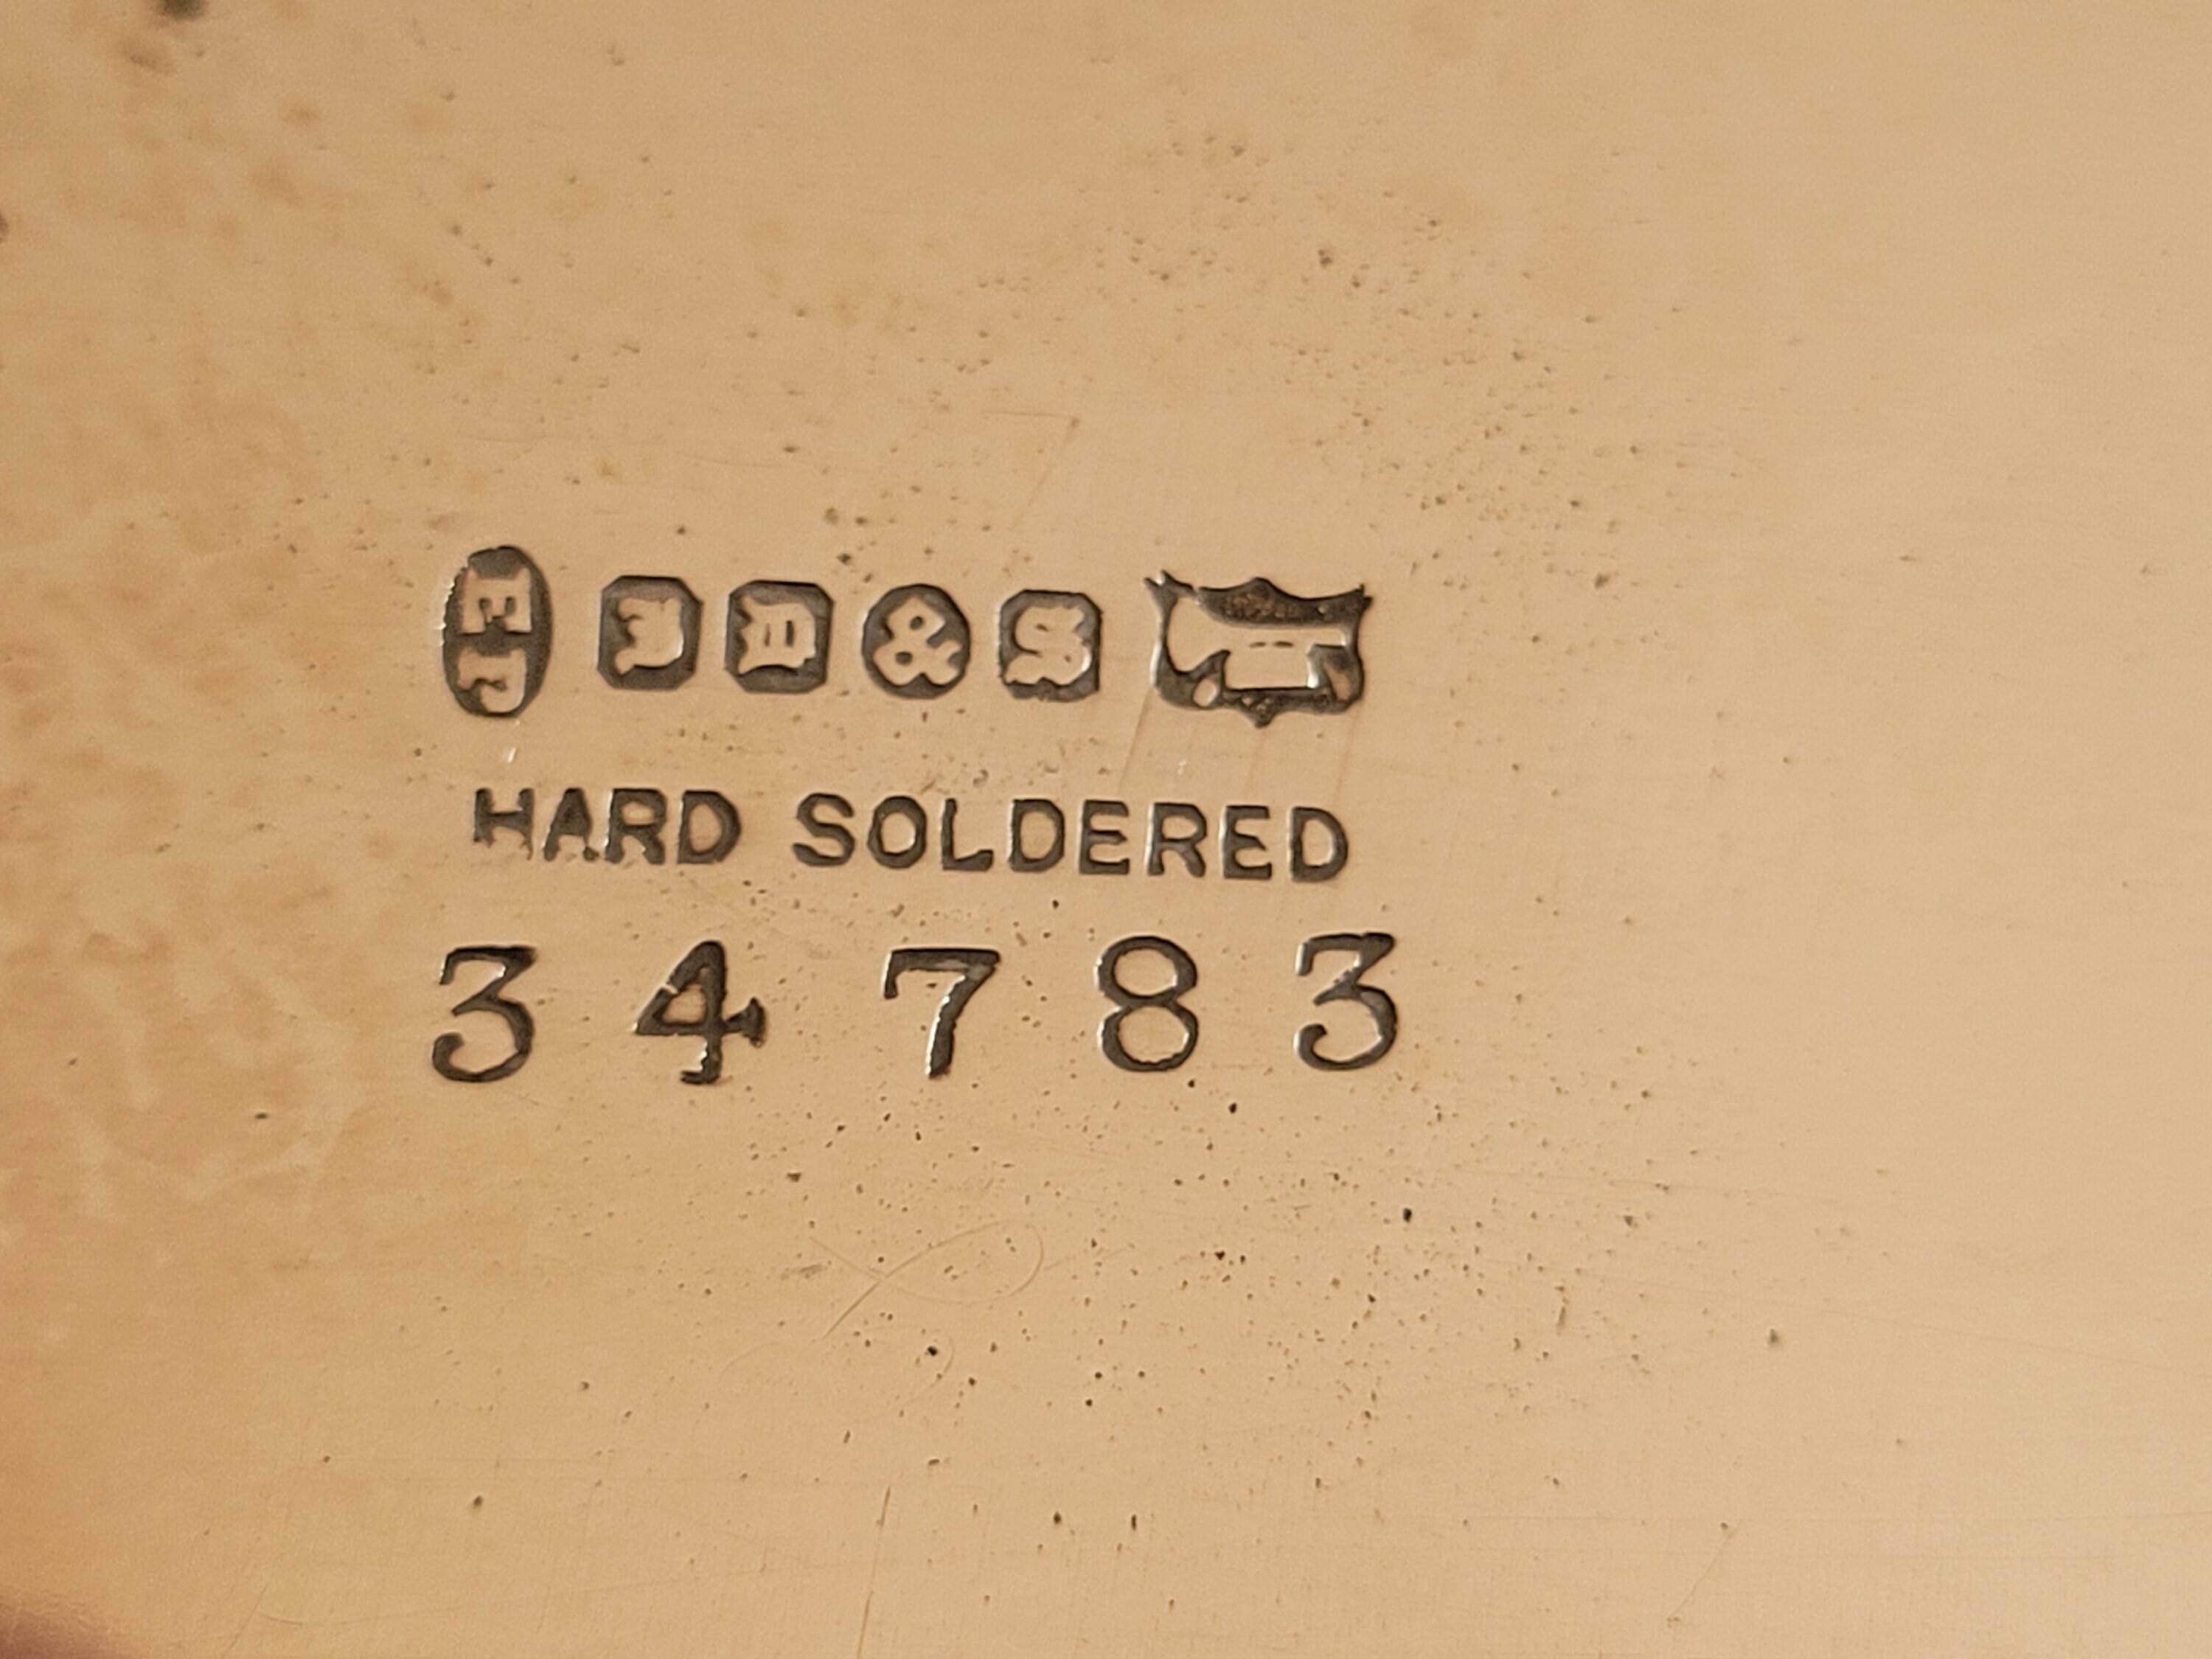 E J D & S
HARD SOLDERED
34783